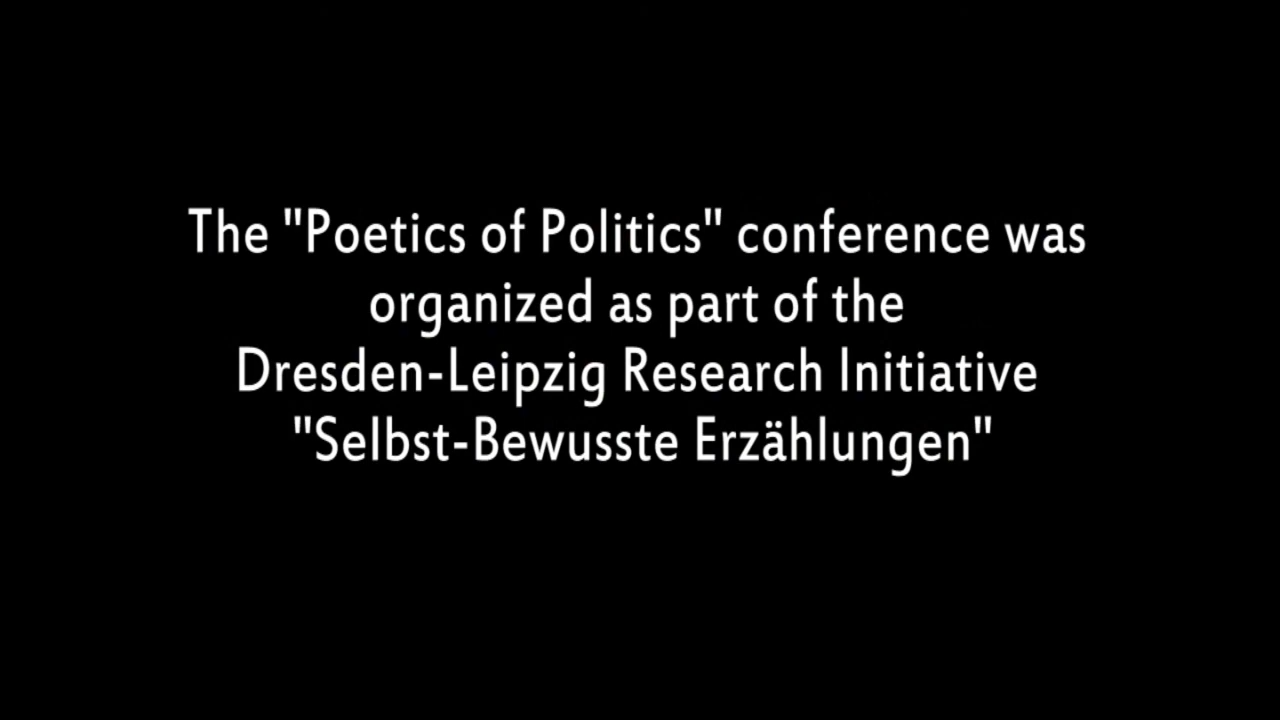 The "Poetics of Politics" conference was
organized as part of the
Dresden-Leipzig Research Initiative
"Selbst-Bewusste Erzählungen"